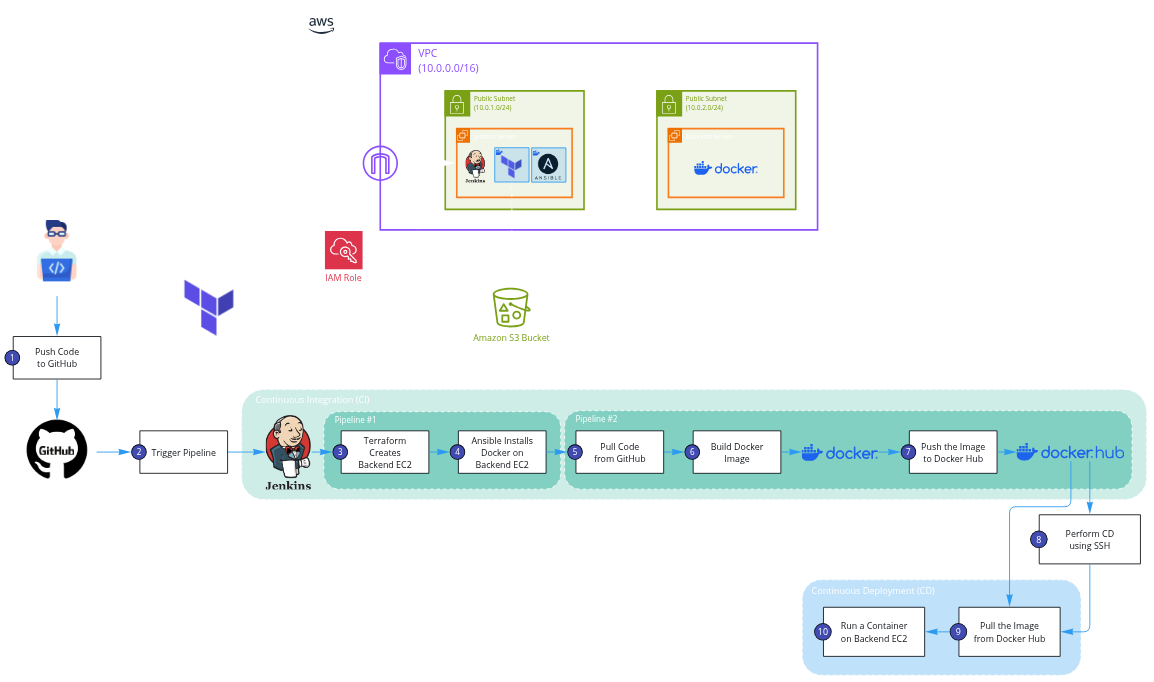 aws
VPC
(10.0.0.0/16)
Public Subnet
(10.0.1.0/24)
Public Subnet
(10.0.2.0/24)
Jenkins
ANSIBLE
docker
IAM Role
Amazon S3 Bucket
1
Push Code
to GitHub
GitHub
2
Trigger Pipeline
Continuous Integration (CI)
Jenkins
Pipeline #1
3
Terraform
Creates
Backend EC2
4
Ansible Installs
Docker on
Backend EC2
Pipeline #2
5
Pull Code
from GitHub
6
Build Docker
Image
docker
7
Push the Image
to Docker Hub
docker hub
8
Perform CD
using SSH
Continuous Deployment (CD)
10
Run a Container
on Backend EC2
9
Pull the Image
from Docker Hub